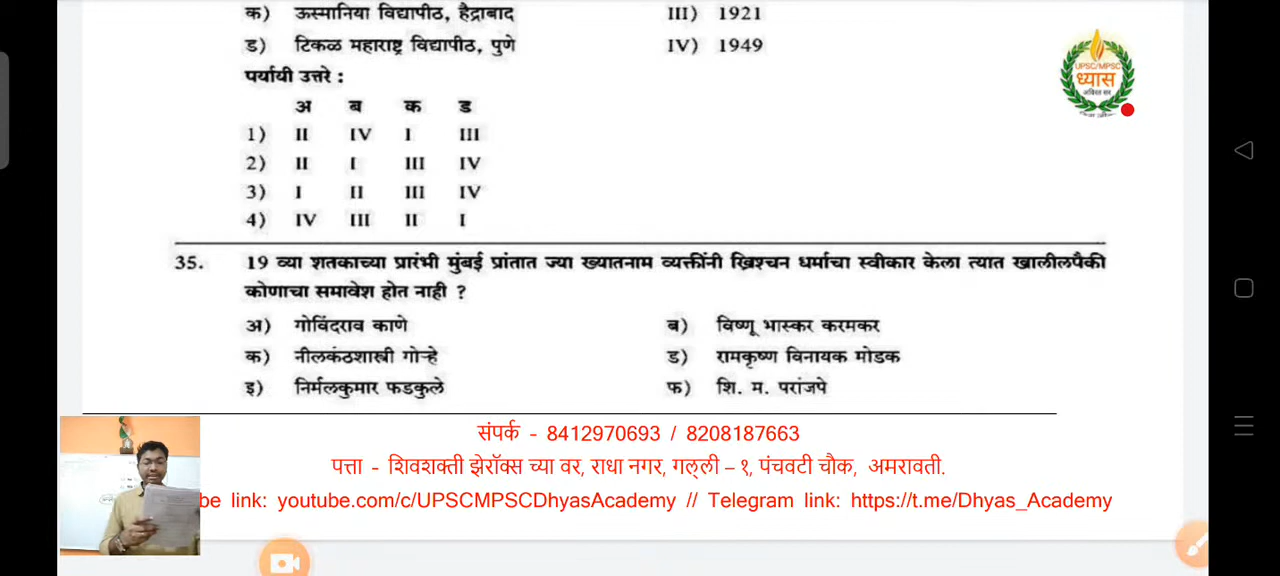 क) ऊस्मानिया विद्यापीठ, हैद्राबाद III) 1921
ड) टिकळ महाराष्ट्र विद्यापीठ, पुणे IV) 1949
UPSC/MPSC
ध्यास
पर्यायी उत्तरे :
अ ब क ड
1) II IV I III
2) II I III IV
3) I II III IV
4) IV III II I
35. 19 व्या शतकाच्या प्रारंभी मुंबई प्रांतात ज्या ख्यातनाम व्यक्तींनी ख्रिश्चन धर्माचा स्वीकार केला त्यात खालीलपैकी
कोणाचा समावेश होत नाही ?
अ) गोविंदराव काणे ब) विष्णू भास्कर करमकर
क) नीलकंठशास्त्री गोऱ्हे ड) रामकृष्ण विनायक मोडक
इ) निर्मलकुमार फडकुले फ) शि. म. परांजपे
संपर्क - 8412970693 / 8208187663
पत्ता - शिवशक्ती झेरॉक्स च्या वर, राधा नगर, गल्ली – १, पंचवटी चौक, अमरावती.
be link: youtube.com/c/UPSCMPSCDhyasAcademy // Telegram link: https://t.me/Dhyas_Academy